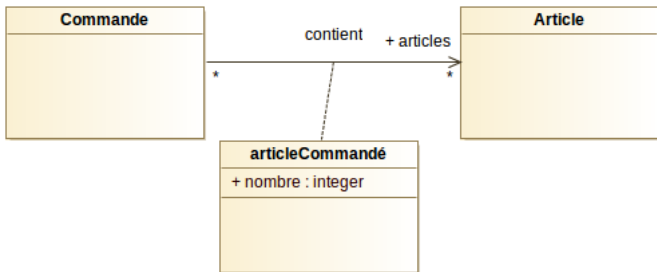 Commande
contient
+ articles
Article
*
*
articleCommandé
+ nombre : integer